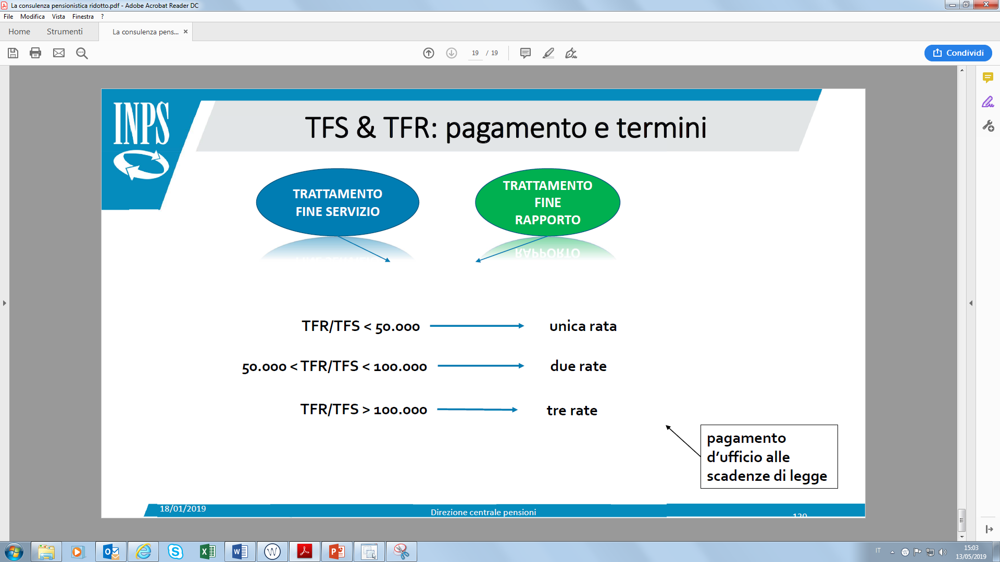 La consulenza pensionistica ridotto.pdf - Adobe Acrobat Reader DC
File Modifica Vista Finestra ?
Home Strumenti La consulenza pens... ×
19 / 19
Condividi
INPS
TFS & TFR: pagamento e termini
TRATTAMENTO
FINE SERVIZIO
TRATTAMENTO
FINE
RAPPORTO
TFR/TFS < 50.000 unica rata
50.000 < TFR/TFS < 100.000 due rate
TFR/TFS > 100.000 tre rate
pagamento
d’ufficio alle
scadenze di legge
18/01/2019
Direzione centrale pensioni
IT
15:03
13/05/2019